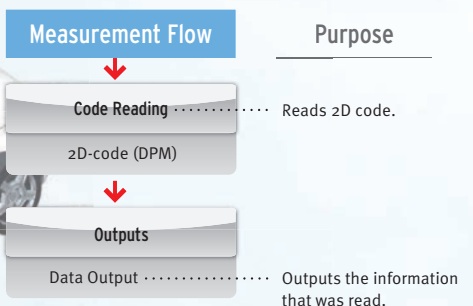 Measurement Flow
Purpose
Code Reading
Reads 2D code.
2D-code (DPM)
Outputs
Data Output
Outputs the information
that was read.